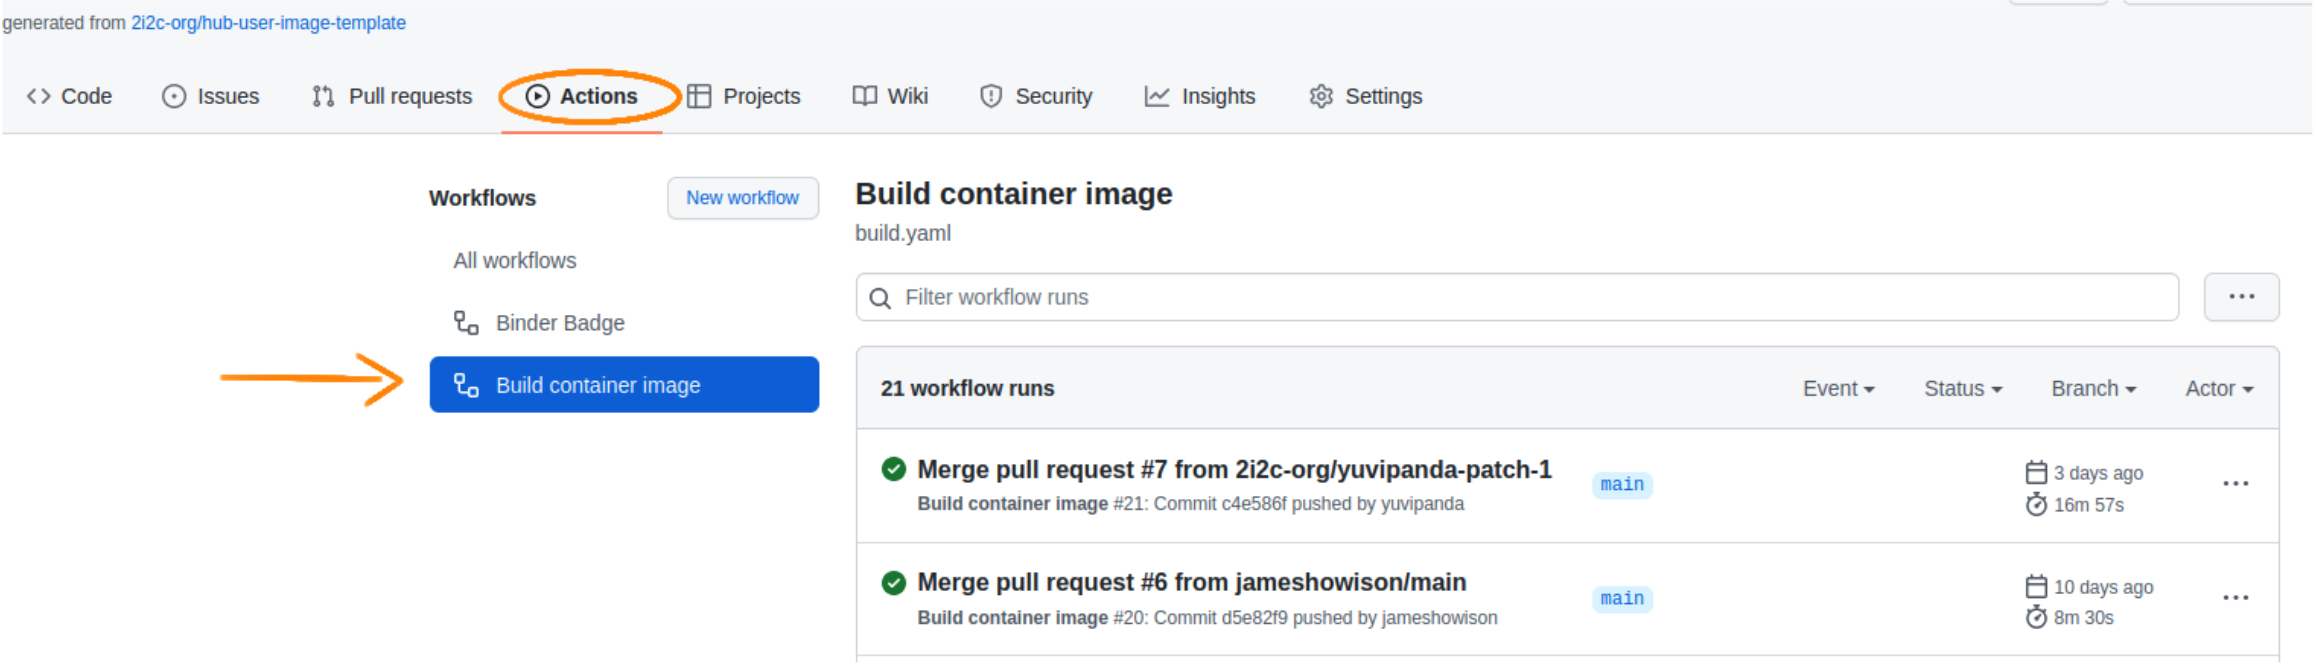 generated from 2i2c-org/hub-user-image-template
Code Issues Pull requests Actions Projects Wiki Security Insights Settings
Workflows New workflow
All workflows
Binder Badge
Build container image
Build container image
build.yaml
Filter workflow runs
21 workflow runs Event Status Branch Actor
Merge pull request #7 from 2i2c-org/yuvipanda-patch-1
Build container image #21: Commit c4e586f pushed by yuvipanda
main
3 days ago
16m 57s
Merge pull request #6 from jameshowison/main
Build container image #20: Commit d5e82f9 pushed by jameshowison
main
10 days ago
8m 30s